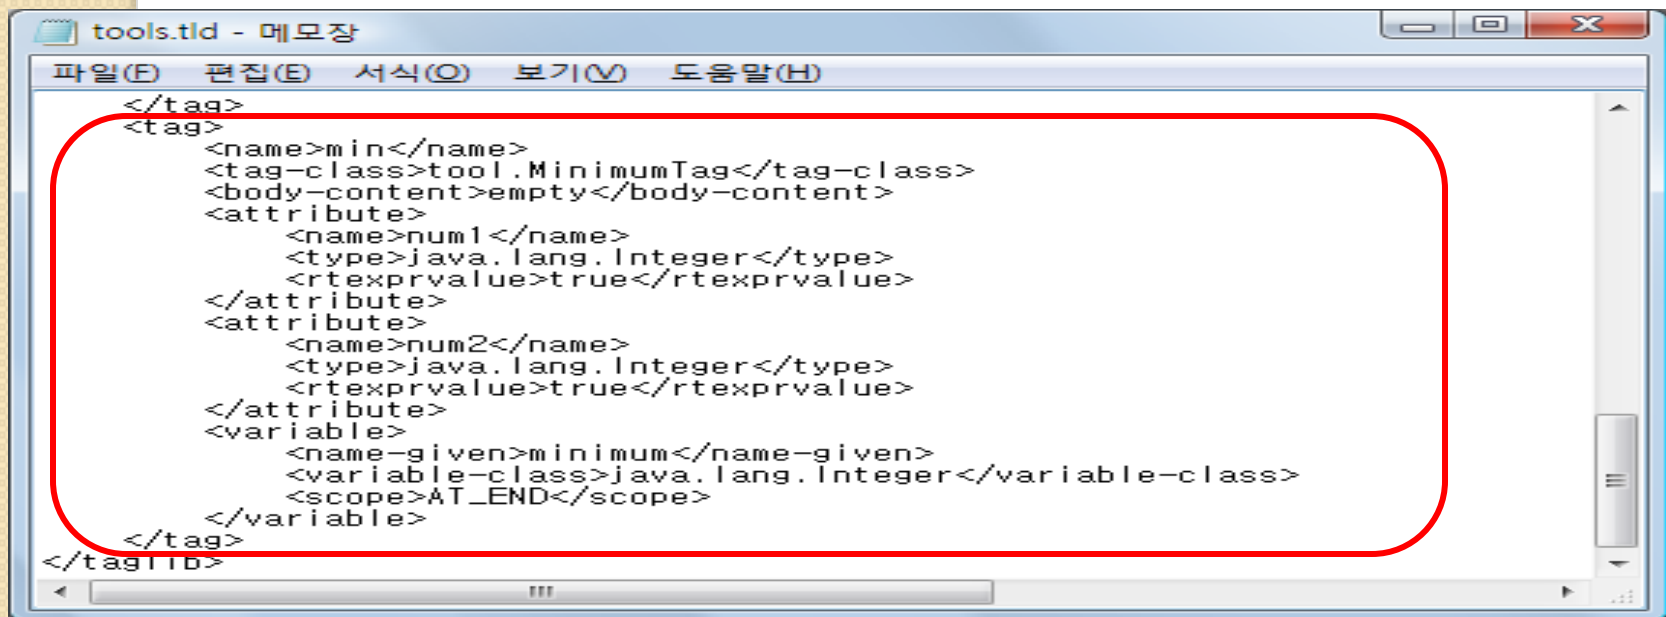 tools.tld - 메모장
파일(F) 편집(E) 서식(O) 보기(V) 도움말(H)
</tag>
<tag>
<name>min</name>
<tag-class>tool.MinimumTag</tag-class>
<body-content>empty</body-content>
<attribute>
<name>num1</name>
<type>java.lang.Integer</type>
<rtexprvalue>true</rtexprvalue>
</attribute>
<attribute>
<name>num2</name>
<type>java.lang.Integer</type>
<rtexprvalue>true</rtexprvalue>
</attribute>
<variable>
<name-given>minimum</name-given>
<variable-class>java.lang.Integer</variable-class>
<scope>AT_END</scope>
</variable>
</tag>
</taglib>